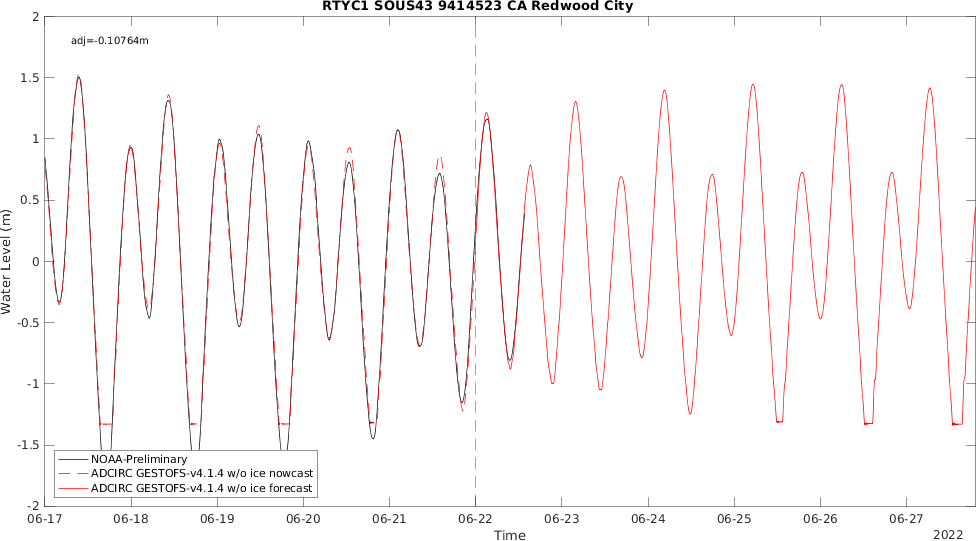 RTYC1 SOUS43 9414523 CA Redwood City
adj=-0.10764m
2
1.5
1
0.5
0
-0.5
-1
-1.5
-2
Water Level (m)
NOAA-Preliminary
ADCIRC GESTOFS-v4.1.4 w/o ice nowcast
ADCIRC GESTOFS-v4.1.4 w/o ice forecast
06-17 06-18 06-19 06-20 06-21 06-22 06-23 06-24 06-25 06-26 06-27
Time
2022